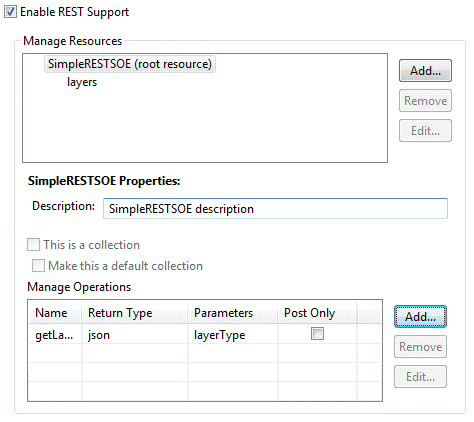 Enable REST Support
Manage Resources
SimpleRESTSOE (root resource)
layers
Add...
Remove
Edit...
SimpleRESTSOE Properties:
Description: SimpleRESTSOE description
This is a collection
Make this a default collection
Manage Operations
Name Return Type Parameters Post Only
getLa... json layerType
Add...
Remove
Edit...